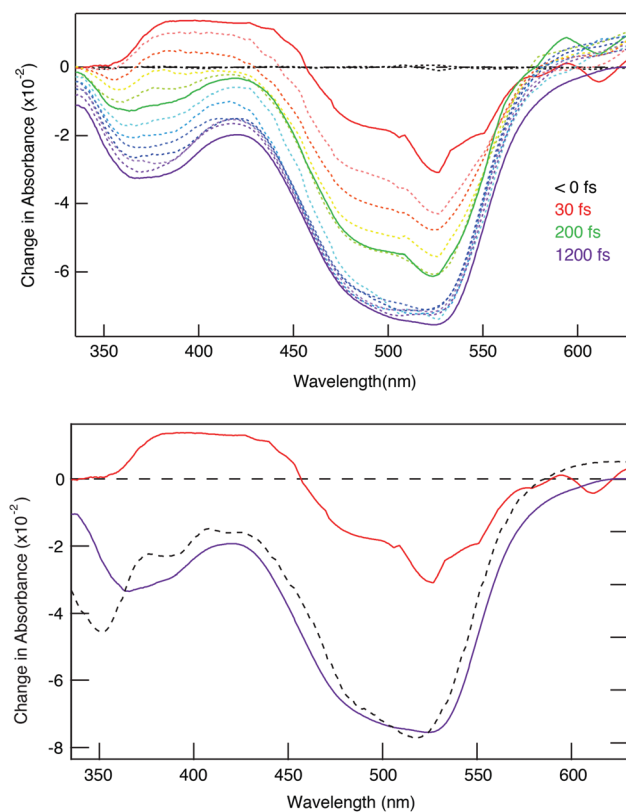 0
-2
-4
-6
Change in Absorbance (x10⁻²)
< 0 fs
30 fs
200 fs
1200 fs
350 400 450 500 550 600
Wavelength(nm)
0
-2
-4
-6
-8
Change in Absorbance (x10⁻²)
350 400 450 500 550 600
Wavelength (nm)